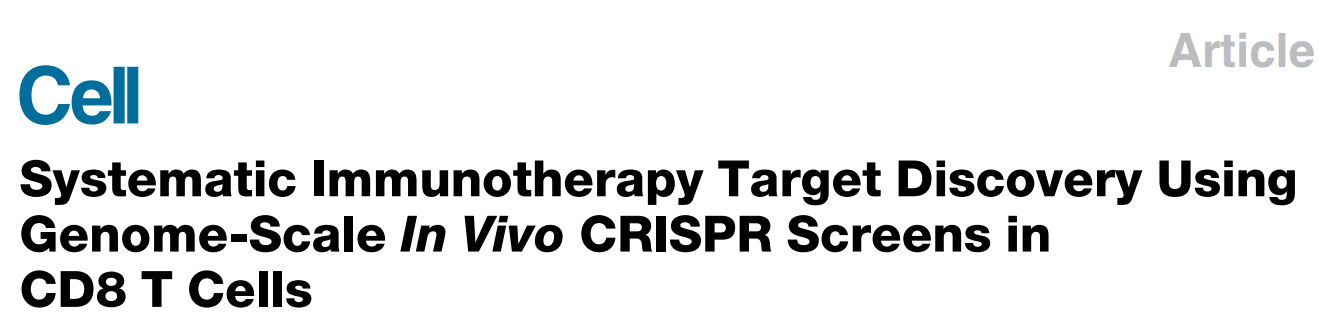 Article
Cell
Systematic Immunotherapy Target Discovery Using
Genome-Scale In Vivo CRISPR Screens in
CD8 T Cells